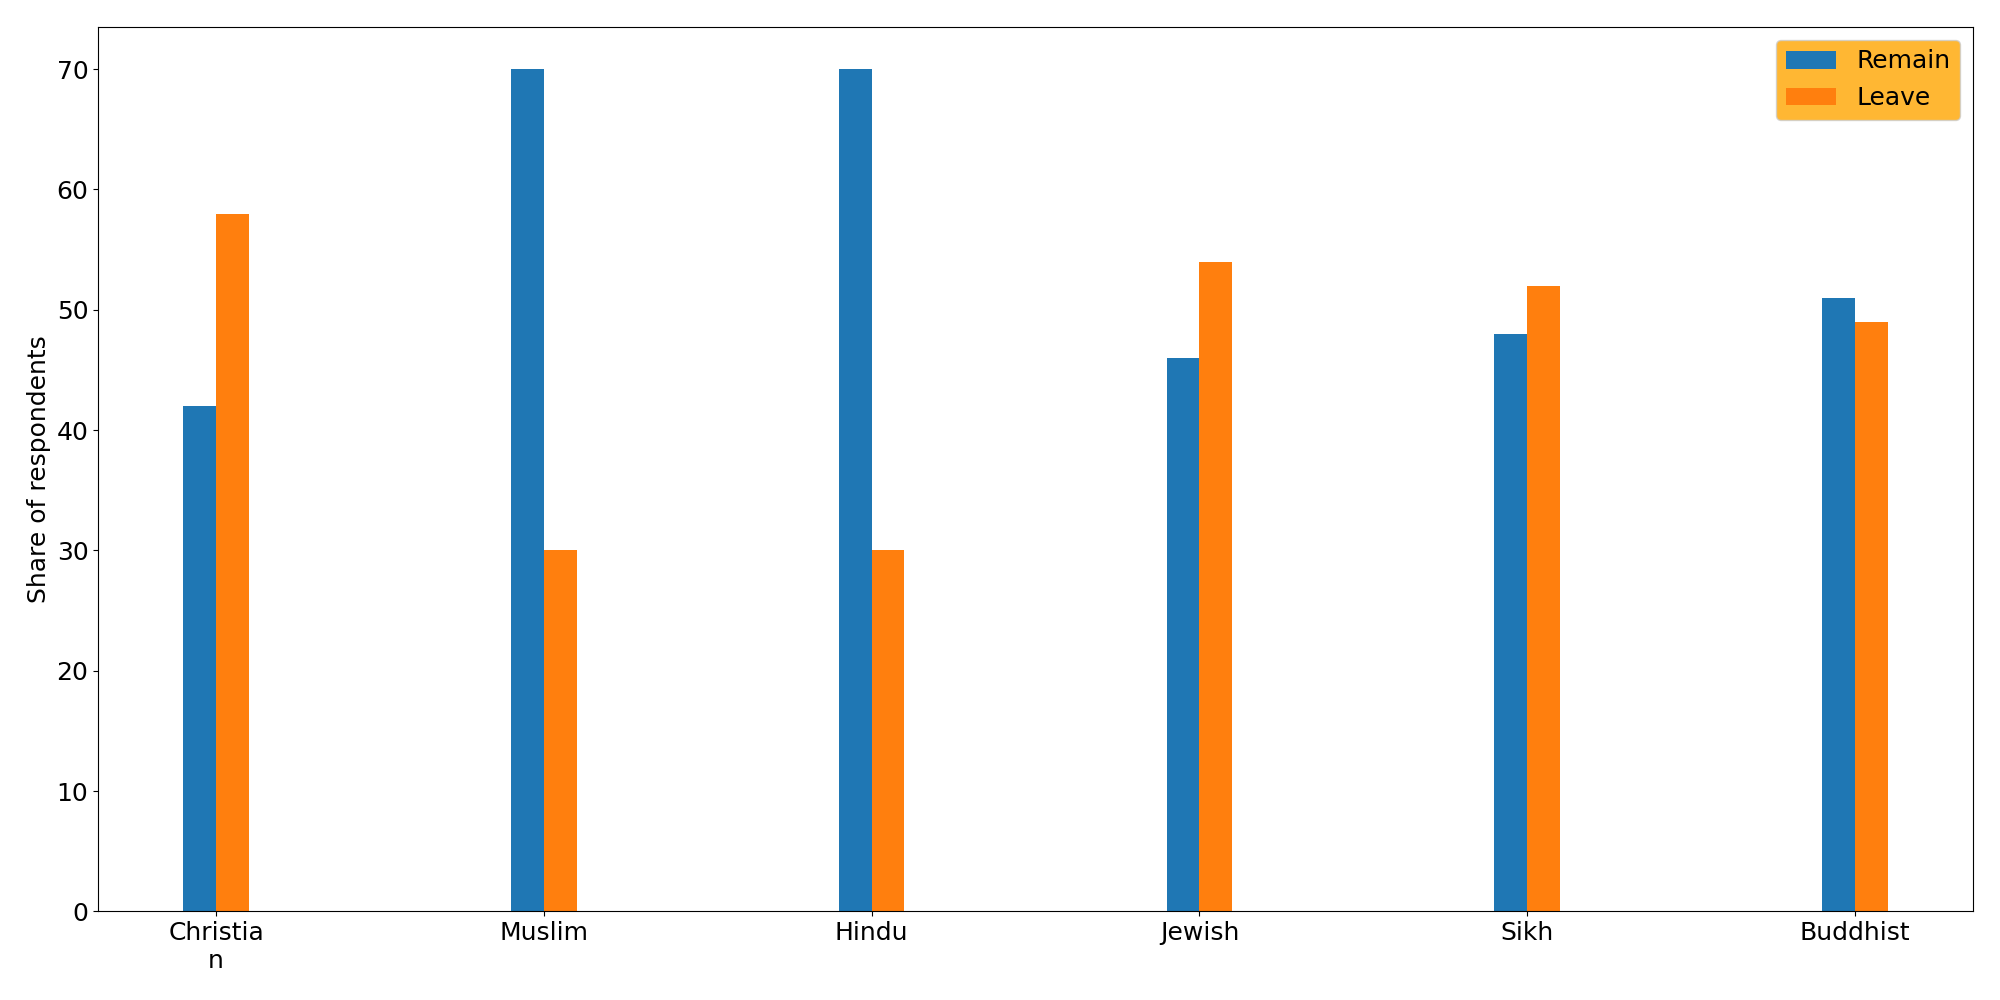 Remain
Leave
Share of respondents
70
60
50
40
30
20
10
0
Christia
n
Muslim
Hindu
Jewish
Sikh
Buddhist